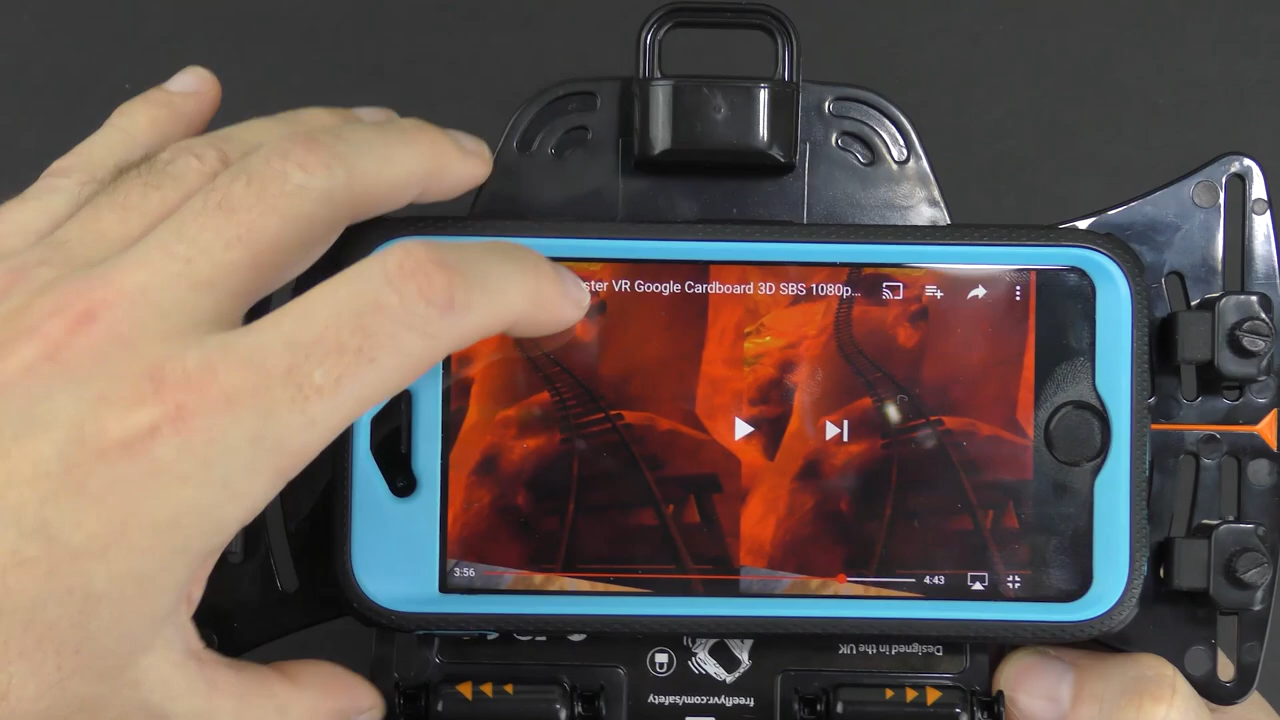 ster VR Google Cardboard 3D SBS 1080p...
3:56
4:43
Designed in the UK
freeflyvr.com/safety